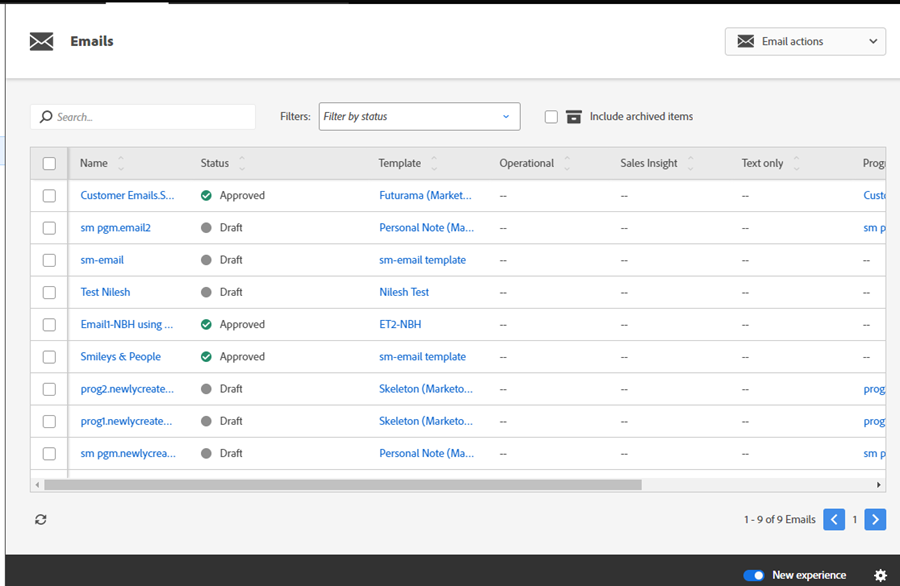 Emails
Email actions
Search...
Filters:
Filter by status
Include archived items
Name Status Template Operational Sales Insight Text only Progr
Customer Emails.S... Approved Futurama (Market... -- -- -- Custo
sm pgm.email2 Draft Personal Note (Ma... -- -- -- sm p
sm-email Draft sm-email template -- -- -- --
Test Nilesh Draft Nilesh Test -- -- -- --
Email1-NBH using ... Approved ET2-NBH -- -- -- --
Smileys & People Approved sm-email template -- -- -- --
prog2.newlycreate... Draft Skeleton (Marketo... -- -- -- prog
prog1.newlycreate... Draft Skeleton (Marketo... -- -- -- prog
sm pgm.newlycrea... Draft Personal Note (Ma... -- -- -- sm p
1 - 9 of 9 Emails 1
New experience